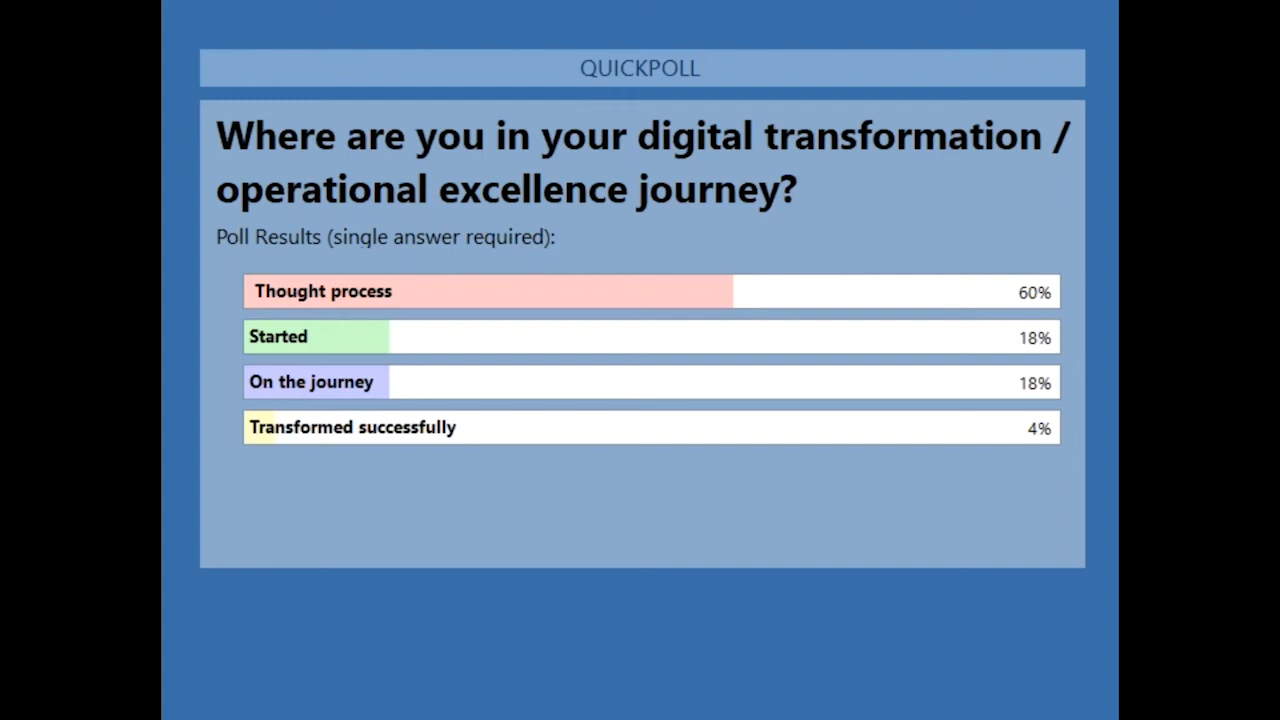 QUICKPOLL
Where are you in your digital transformation /
operational excellence journey?
Poll Results (single answer required):
Thought process 60%
Started 18%
On the journey 18%
Transformed successfully 4%